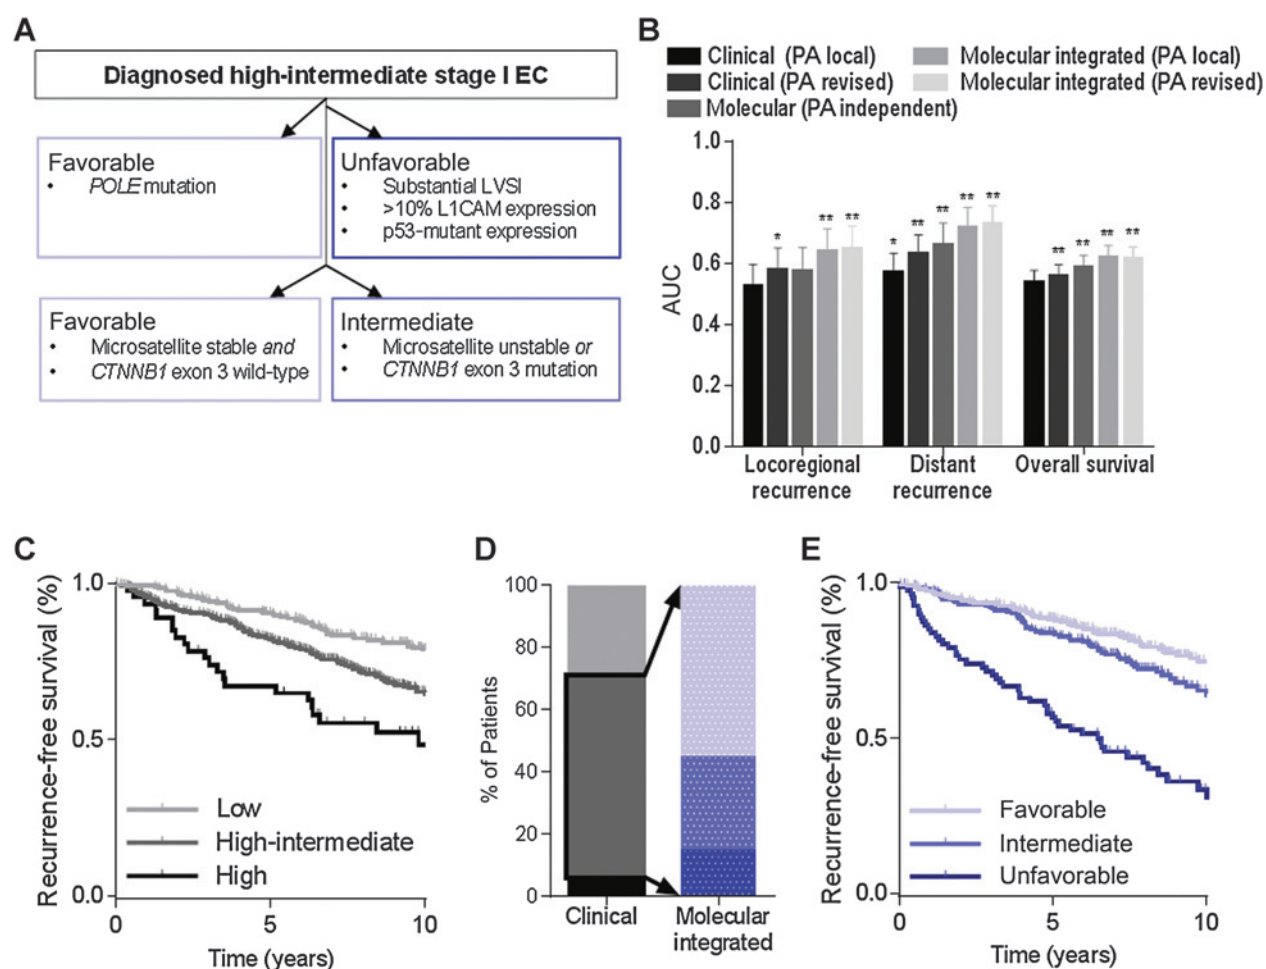 A
Diagnosed high-intermediate stage I EC
Favorable
• POLE mutation
Unfavorable
• Substantial LVSI
• >10% L1CAM expression
• p53-mutant expression
Favorable
• Microsatellite stable and
• CTNNB1 exon 3 wild-type
Intermediate
• Microsatellite unstable or
• CTNNB1 exon 3 mutation
B
Clinical (PA local)
Clinical (PA revised)
Molecular (PA independent)
Molecular integrated (PA local)
Molecular integrated (PA revised)
AUC
1.0
0.8
0.6
0.4
0.2
0.0
* ** **
* ** ** ** **
** ** ** **
Locoregional
recurrence
Distant
recurrence
Overall survival
C
Recurrence-free survival (%)
1.0
0.5
0.0
Low
High-intermediate
High
0 5 10
Time (years)
D
% of Patients
100
80
60
40
20
0
Clinical
Molecular
integrated
E
Recurrence-free survival (%)
1.0
0.5
0.0
Favorable
Intermediate
Unfavorable
0 5 10
Time (years)